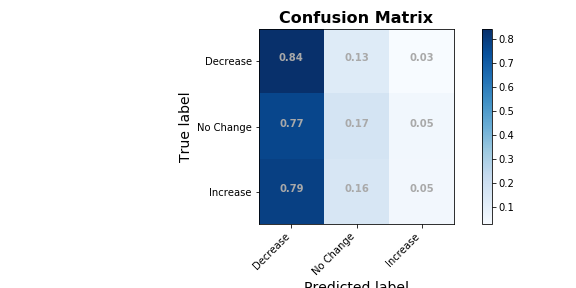 Confusion Matrix
True label
Decrease 0.84 0.13 0.03
No Change 0.77 0.17 0.05
Increase 0.79 0.16 0.05
Decrease No Change Increase
Predicted label
0.8
0.7
0.6
0.5
0.4
0.3
0.2
0.1